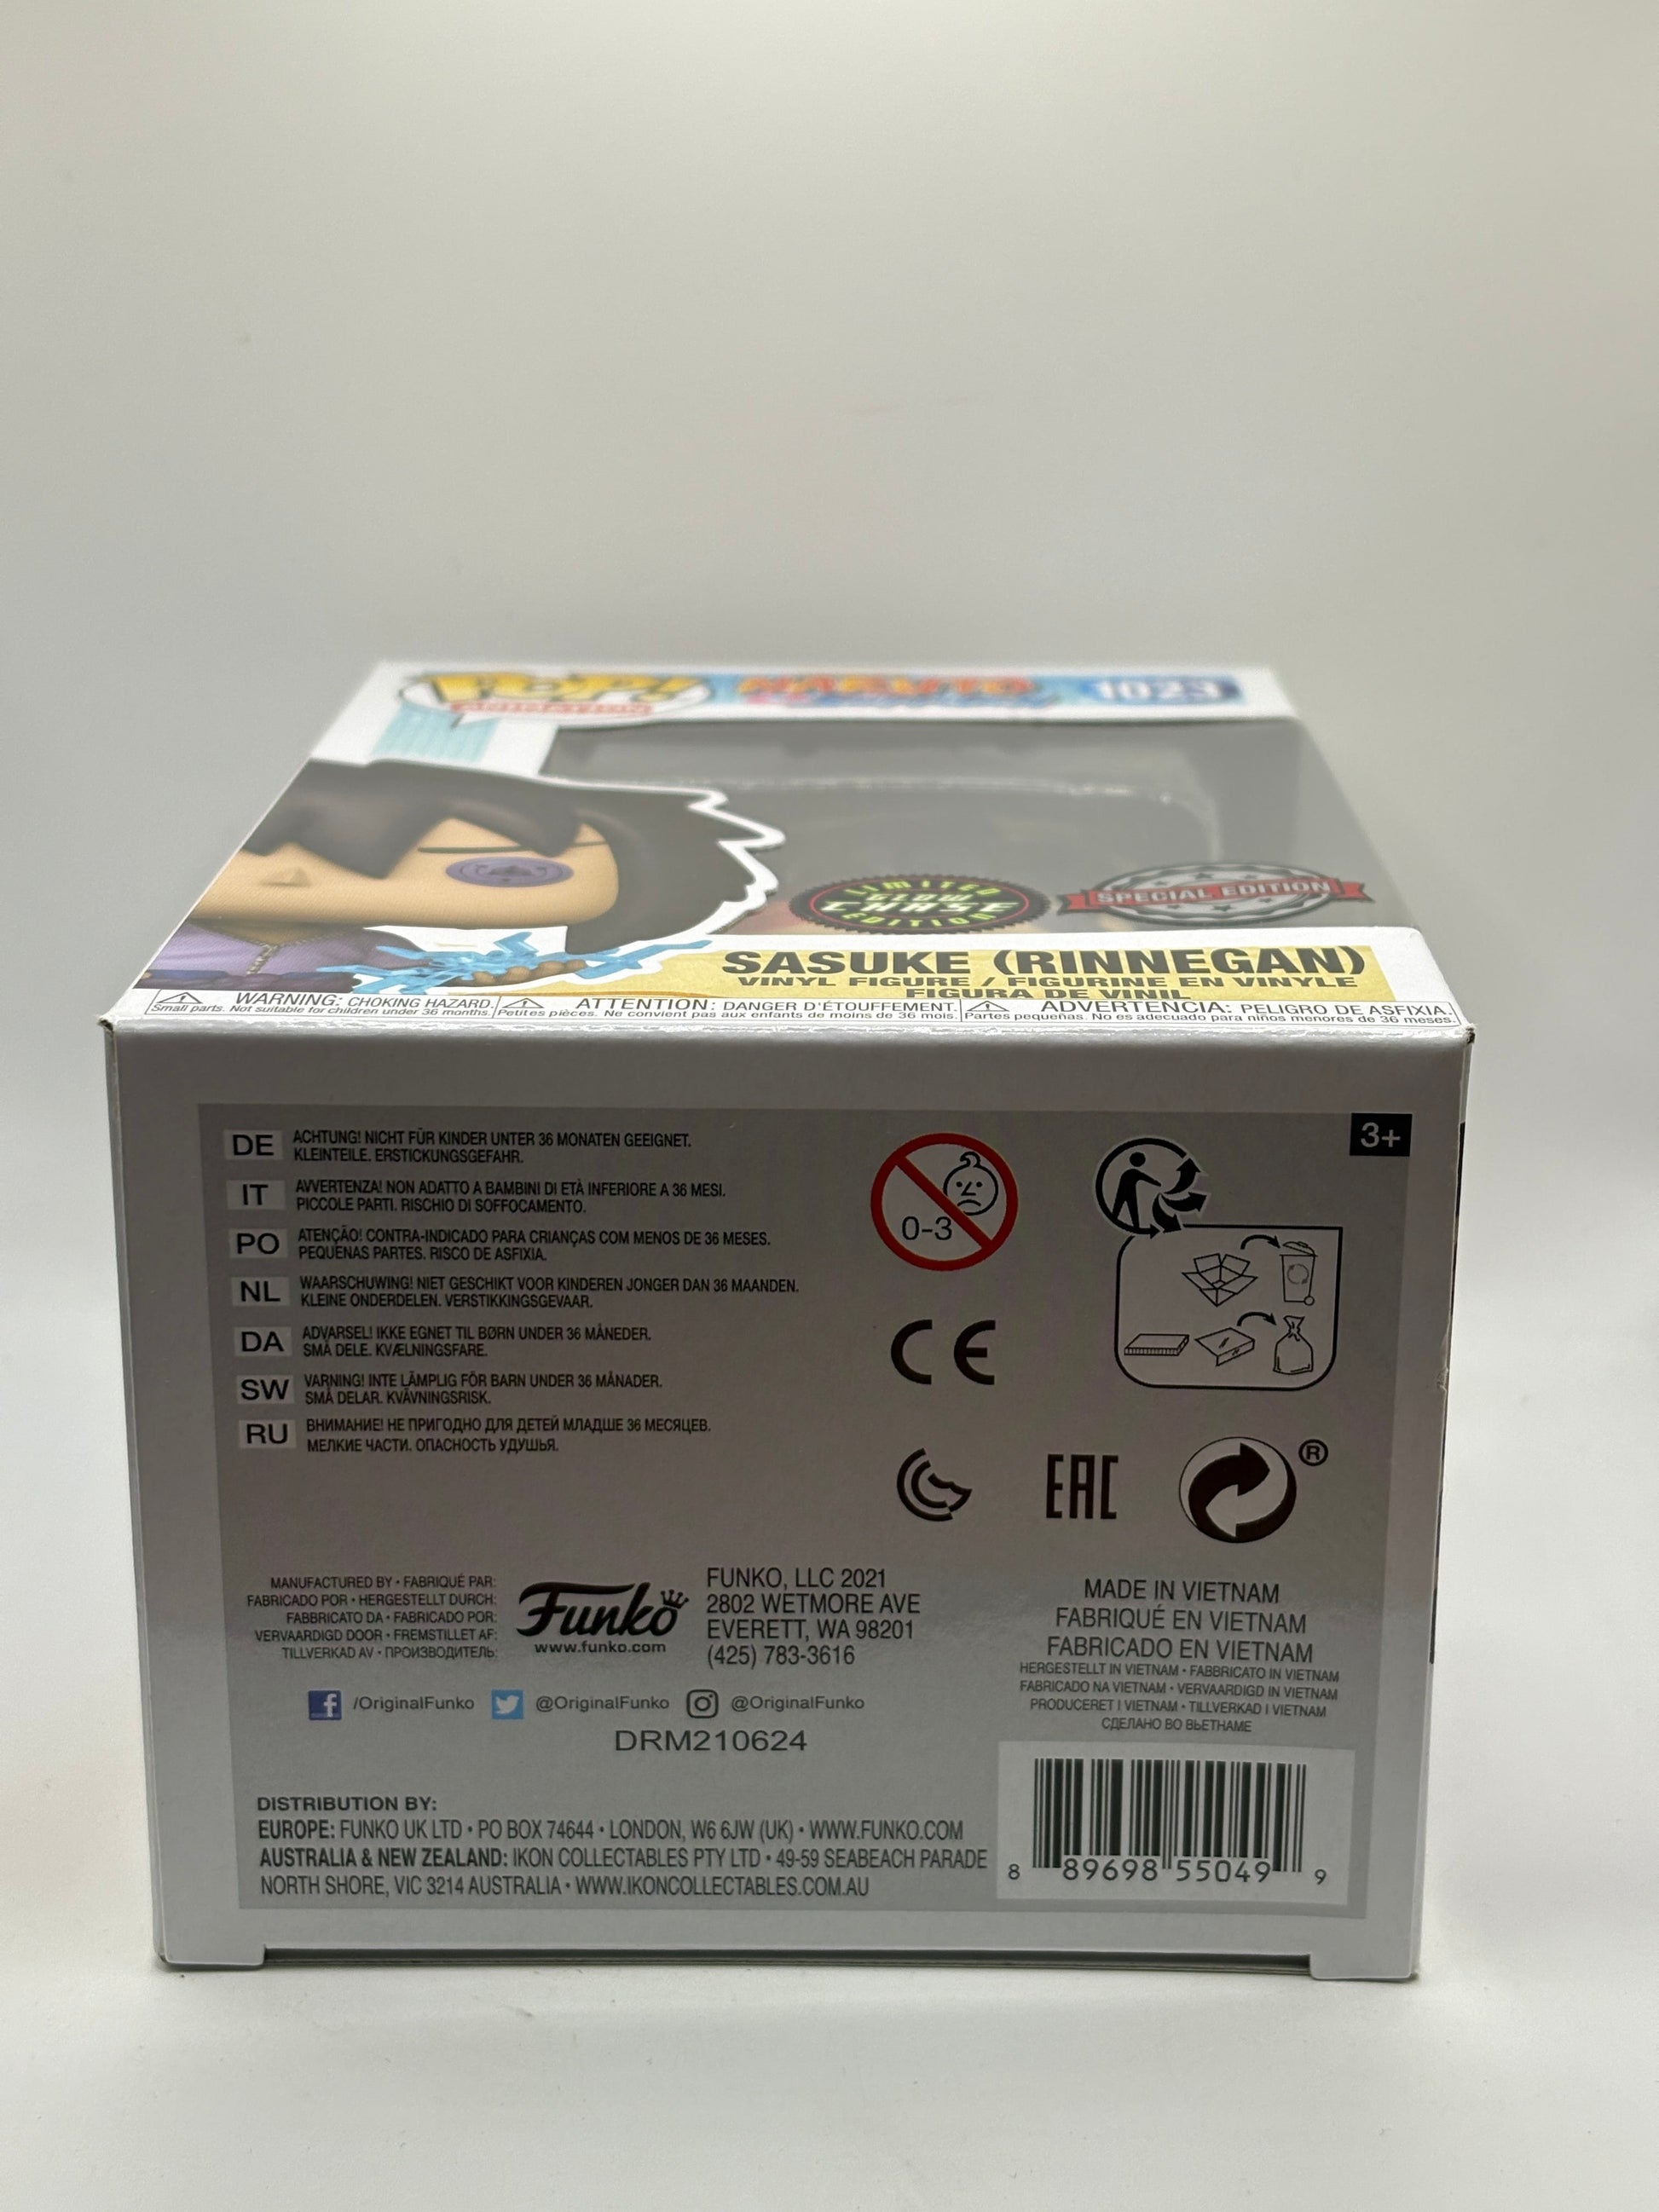 POP!
ANIMATION
NARUTO
SHIPPUDEN
1023
LIMITED
GLOW
CHASE
EDITION
SPECIAL EDITION
SASUKE (RINNEGAN)
VINYL FIGURE / FIGURINE EN VINYLE
FIGURA DE VINIL
WARNING: CHOKING HAZARD.
Small parts. Not suitable for children under 36 months.
ATTENTION: DANGER D'ÉTOUFFEMENT.
Petites pièces. Ne convient pas aux enfants de moins de 36 mois.
ADVERTENCIA: PELIGRO DE ASFIXIA.
Partes pequeñas. No es adecuado para niños menores de 36 meses.
DE ACHTUNG! NICHT FÜR KINDER UNTER 36 MONATEN GEEIGNET.
KLEINTEILE. ERSTICKUNGSGEFAHR.
IT AVVERTENZA! NON ADATTO A BAMBINI DI ETÀ INFERIORE A 36 MESI.
PICCOLE PARTI. RISCHIO DI SOFFOCAMENTO.
PO ATENÇÃO! CONTRA-INDICADO PARA CRIANÇAS COM MENOS DE 36 MESES.
PEQUENAS PARTES. RISCO DE ASFIXIA.
NL WAARSCHUWING! NIET GESCHIKT VOOR KINDEREN JONGER DAN 36 MAANDEN.
KLEINE ONDERDELEN. VERSTIKKINGSGEVAAR.
DA ADVARSEL! IKKE EGNET TIL BØRN UNDER 36 MÅNEDER.
SMÅ DELE. KVÆLNINGSFARE.
SW VARNING! INTE LÄMPLIG FÖR BARN UNDER 36 MÅNADER.
SMÅ DELAR. KVÄVNINGSRISK.
RU ВНИМАНИЕ! НЕ ПРИГОДНО ДЛЯ ДЕТЕЙ МЛАДШЕ 36 МЕСЯЦЕВ.
МЕЛКИЕ ЧАСТИ. ОПАСНОСТЬ УДУШЬЯ.
0-3
3+
CE
EAC
®
MANUFACTURED BY • FABRIQUÉ PAR:
FABRICADO POR • HERGESTELLT DURCH:
FABBRICATO DA • FABRICADO POR:
VERVAARDIGD DOOR • FREMSTILLET AF:
TILLVERKAD AV • ПРОИЗВОДИТЕЛЬ:
Funko
www.funko.com
FUNKO, LLC 2021
2802 WETMORE AVE
EVERETT, WA 98201
(425) 783-3616
/OriginalFunko @OriginalFunko @OriginalFunko
DRM210624
MADE IN VIETNAM
FABRIQUÉ EN VIETNAM
FABRICADO EN VIETNAM
HERGESTELLT IN VIETNAM • FABBRICATO IN VIETNAM
FABRICADO NA VIETNAM • VERVAARDIGD IN VIETNAM
PRODUCERET I VIETNAM • TILLVERKAD I VIETNAM
СДЕЛАНО ВО ВЬЕТНАМЕ
DISTRIBUTION BY:
EUROPE: FUNKO UK LTD • PO BOX 74644 • LONDON, W6 6JW (UK) • WWW.FUNKO.COM
AUSTRALIA & NEW ZEALAND: IKON COLLECTABLES PTY LTD • 49-59 SEABEACH PARADE
NORTH SHORE, VIC 3214 AUSTRALIA • WWW.IKONCOLLECTABLES.COM.AU
8 89698 55049 9